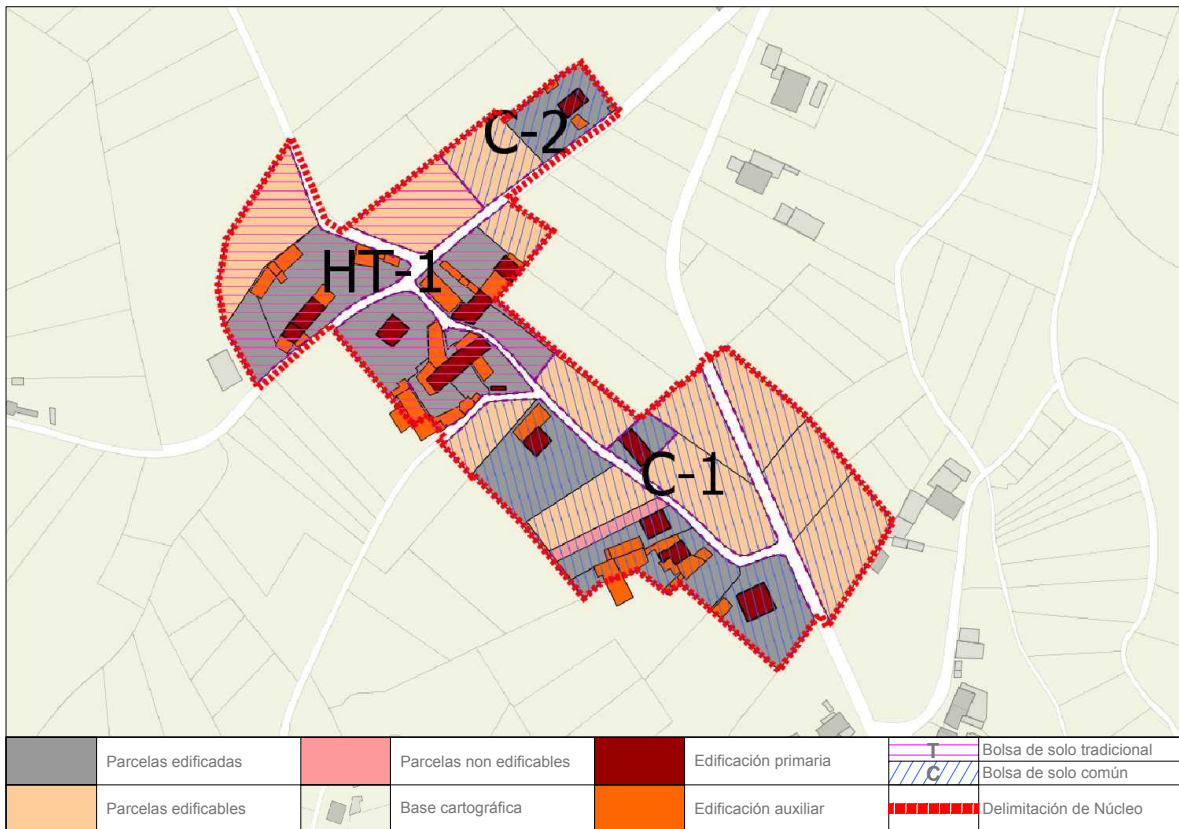 C-2
HT-1
C-1
Parcelas edificadas
Parcelas non edificables
Edificación primaria
T
Bolsa de solo tradicional
C
Bolsa de solo común
Parcelas edificables
Base cartográfica
Edificación auxiliar
Delimitación de Núcleo